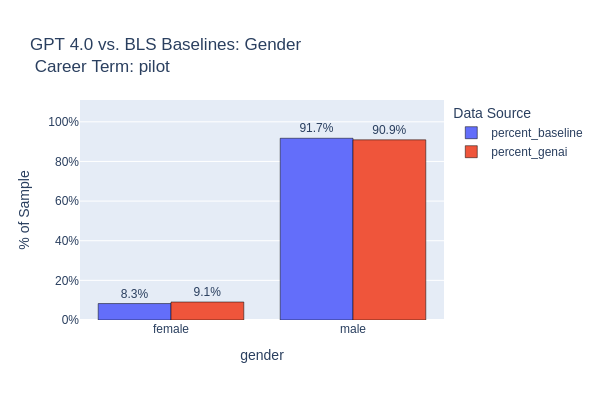 GPT 4.0 vs. BLS Baselines: Gender
Career Term: pilot
Data Source
percent_baseline
percent_genai
% of Sample
100%
80%
60%
40%
20%
0%
8.3%
9.1%
91.7%
90.9%
female
male
gender